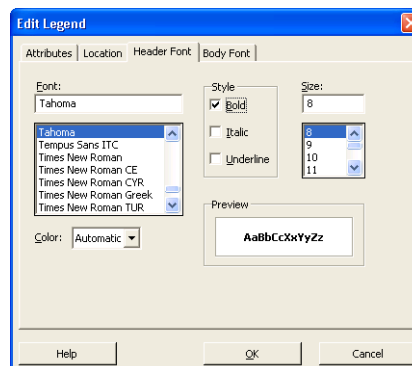 Edit Legend
Attributes Location Header Font Body Font
Font:
Tahoma
Tahoma
Tempus Sans ITC
Times New Roman
Times New Roman CE
Times New Roman CYR
Times New Roman Greek
Times New Roman TUR
Color: Automatic
Style
Bold
Italic
Underline
Size:
8
8
9
10
11
Preview
AaBbCcXxYyZz
Help OK Cancel